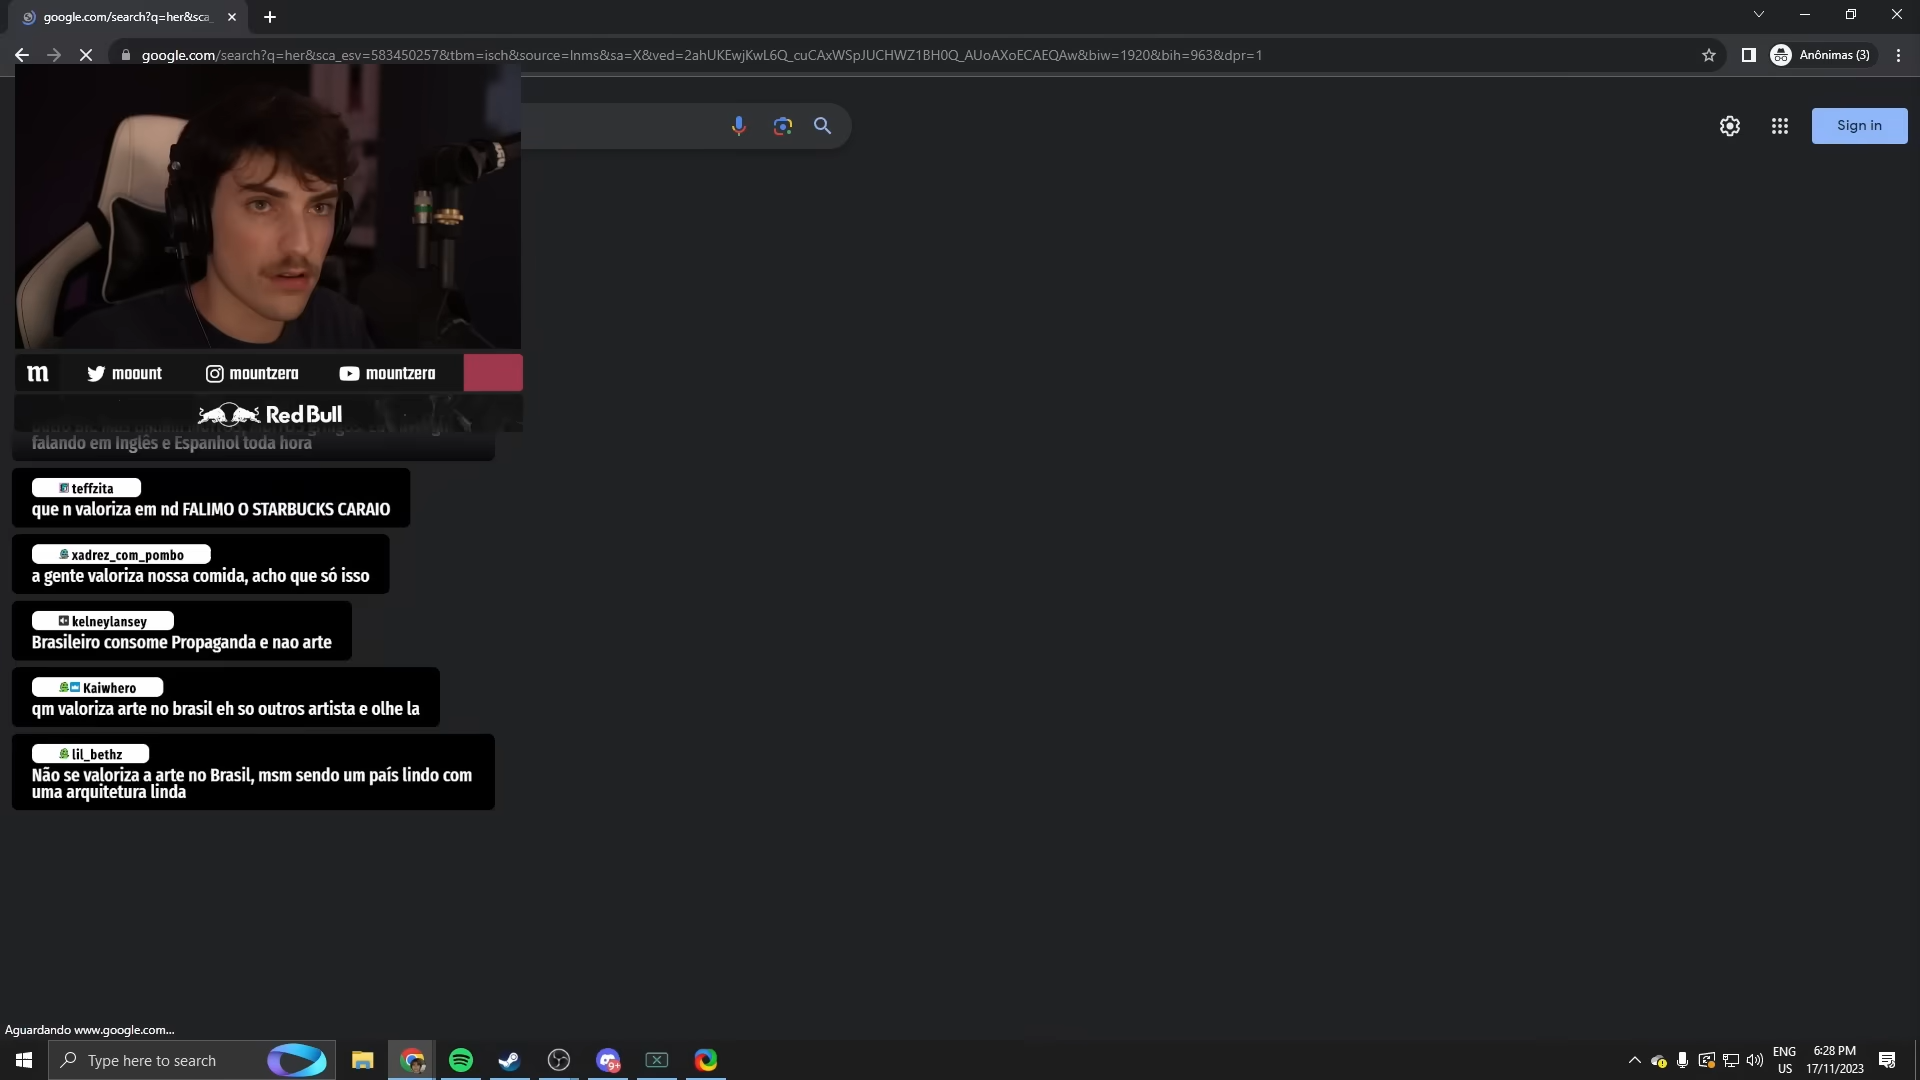 google.com/search?q=her&sca_
google.com/search?q=her&sca_esv=583450257&tbm=isch&source=lnms&sa=X&ved=2ahUKEwjKwL6Q_cuCAxWSpJUCHWZ1BH0Q_AUoAXoECAEQAw&biw=1920&bih=963&dpr=1
Anônimas (3)
Sign in
m moount mountzera mountzera
Red Bull
falando em Inglês e Espanhol toda hora
teffzita
que n valoriza em nd FALIMO O STARBUCKS CARAIO
xadrez_com_pombo
a gente valoriza nossa comida, acho que só isso
kelneylansey
Brasileiro consome Propaganda e nao arte
Kaiwhero
qm valoriza arte no brasil eh so outros artista e olhe la
lil_bethz
Não se valoriza a arte no Brasil, msm sendo um país lindo com
uma arquitetura linda
Aguardando www.google.com...
Type here to search
9+
ENG
US
6:28 PM
17/11/2023